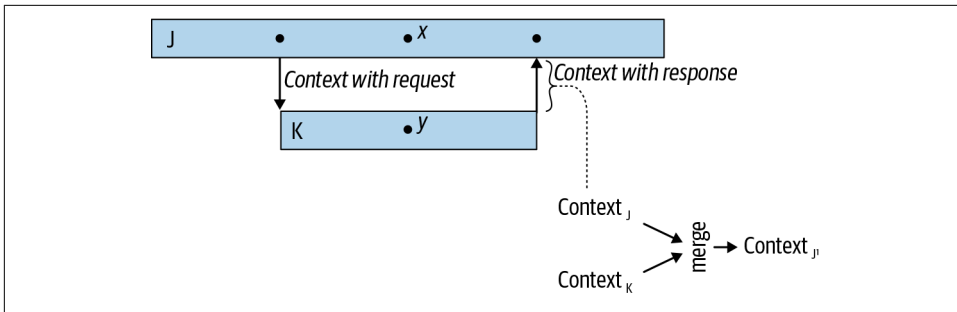 J
x
Context with request
Context with response
K
y
Context J
merge
Context J'
Context K